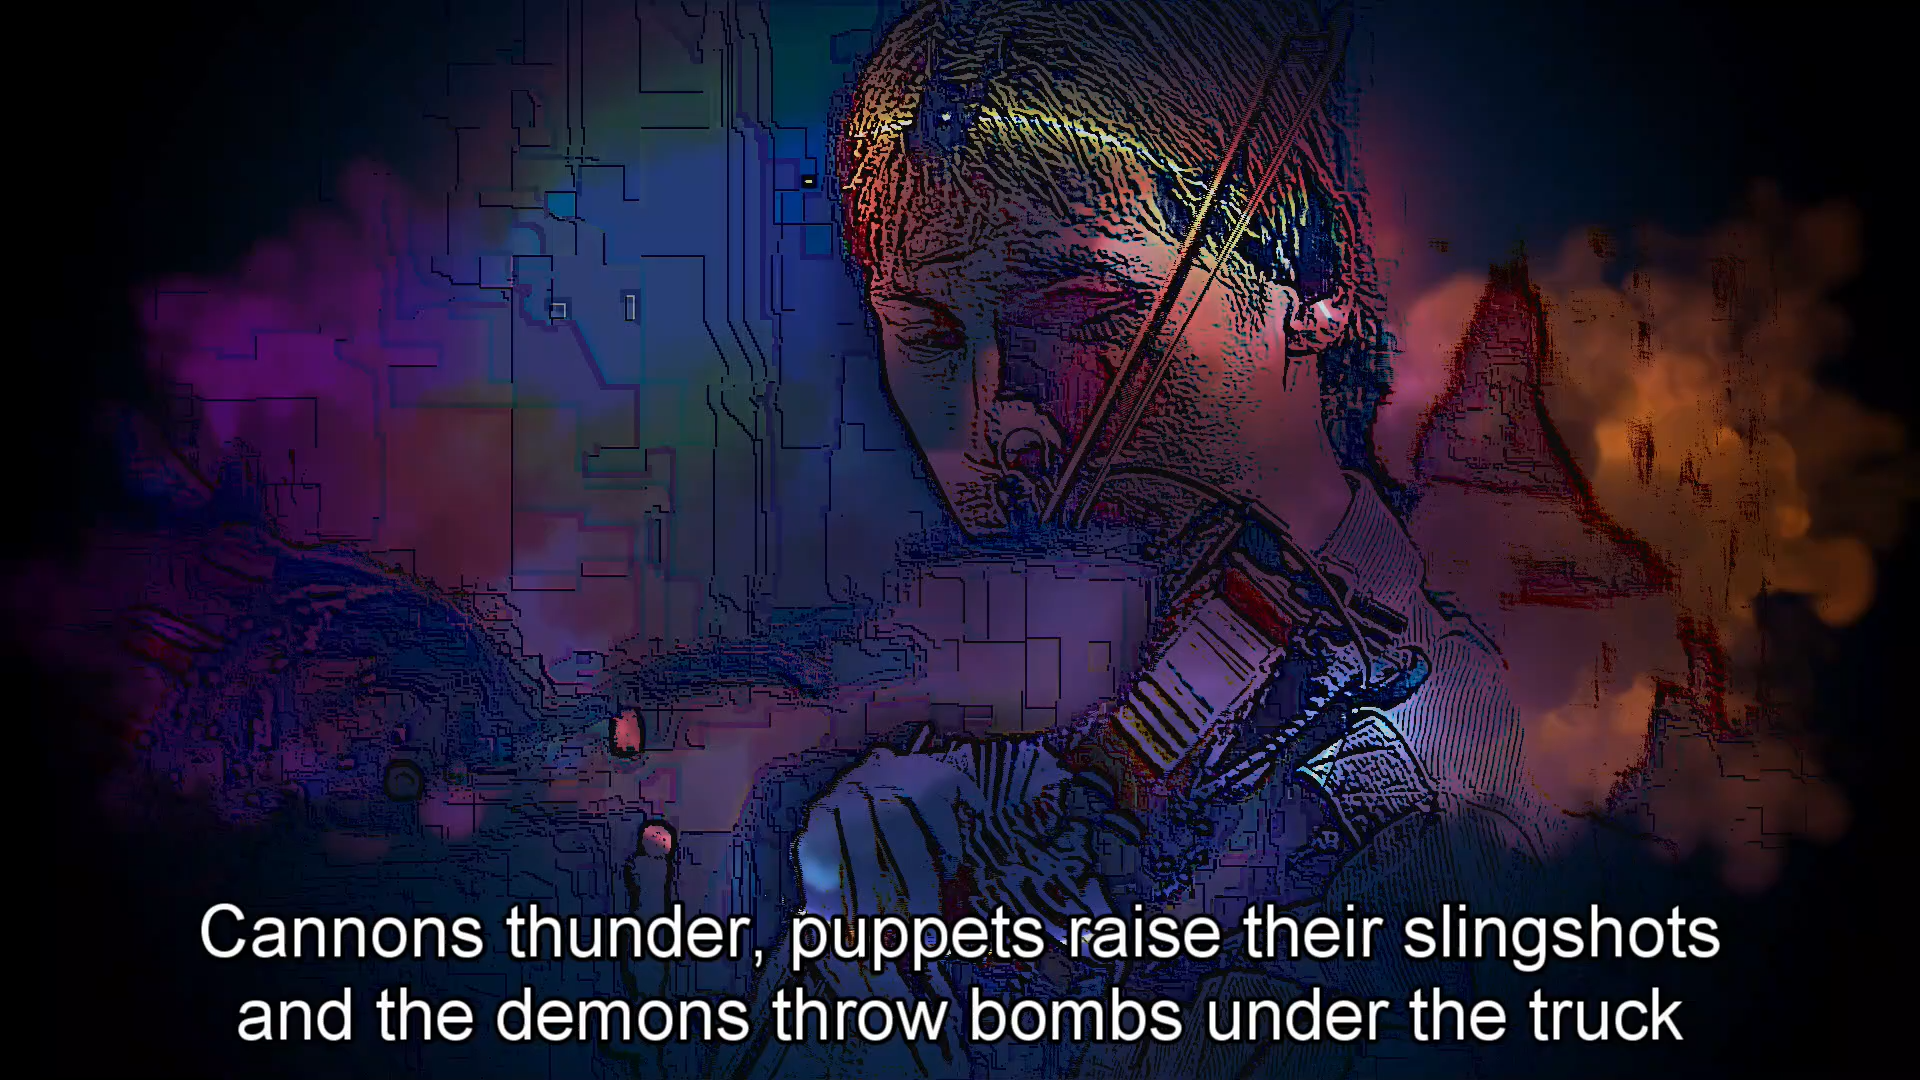 Cannons thunder, puppets raise their slingshots
and the demons throw bombs under the truck